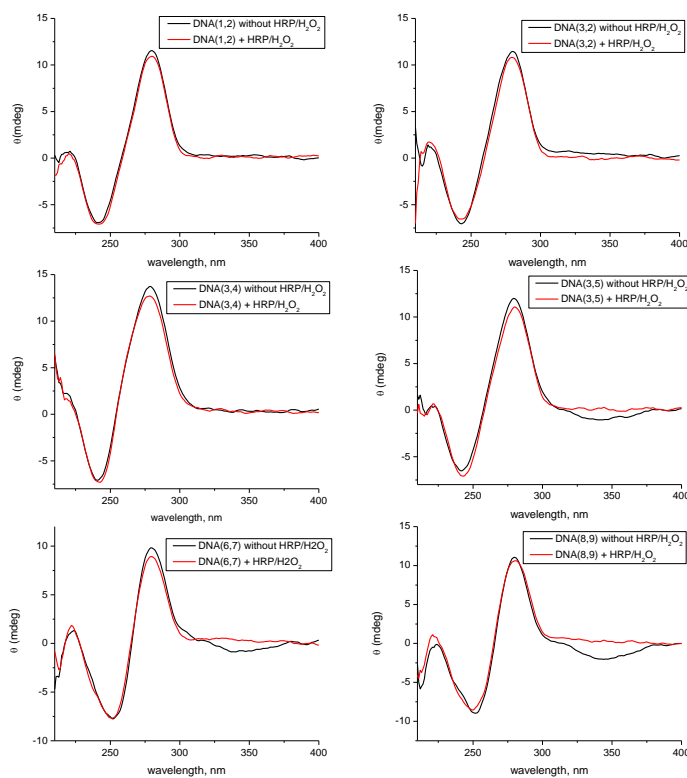 DNA(1,2) without HRP/H₂O₂
DNA(1,2) + HRP/H₂O₂
15
10
5
0
-5
θ(mdeg)
250
300
350
400
wavelength, nm
DNA(3,2) without HRP/H₂O₂
DNA(3,2) + HRP/H₂O₂
15
10
5
0
-5
θ (mdeg)
250
300
350
400
wavelength, nm
DNA(3,4) without HRP/H₂O₂
DNA(3,4) + HRP/H₂O₂
15
10
5
0
-5
θ (mdeg)
250
300
350
400
wavelength, nm
DNA(3,5) without HRP/H₂O₂
DNA(3,5) + HRP/H₂O₂
15
10
5
0
-5
θ (mdeg)
250
300
350
400
wavelength, nm
DNA(6,7) without HRP/H2O₂
DNA(6,7) + HRP/H2O₂
10
5
0
-5
-10
θ (mdeg)
250
300
350
400
wavelength, nm
DNA(8,9) without HRP/H₂O₂
DNA(8,9) + HRP/H₂O₂
15
10
5
0
-5
-10
θ (mdeg)
250
300
350
400
wavelength, nm